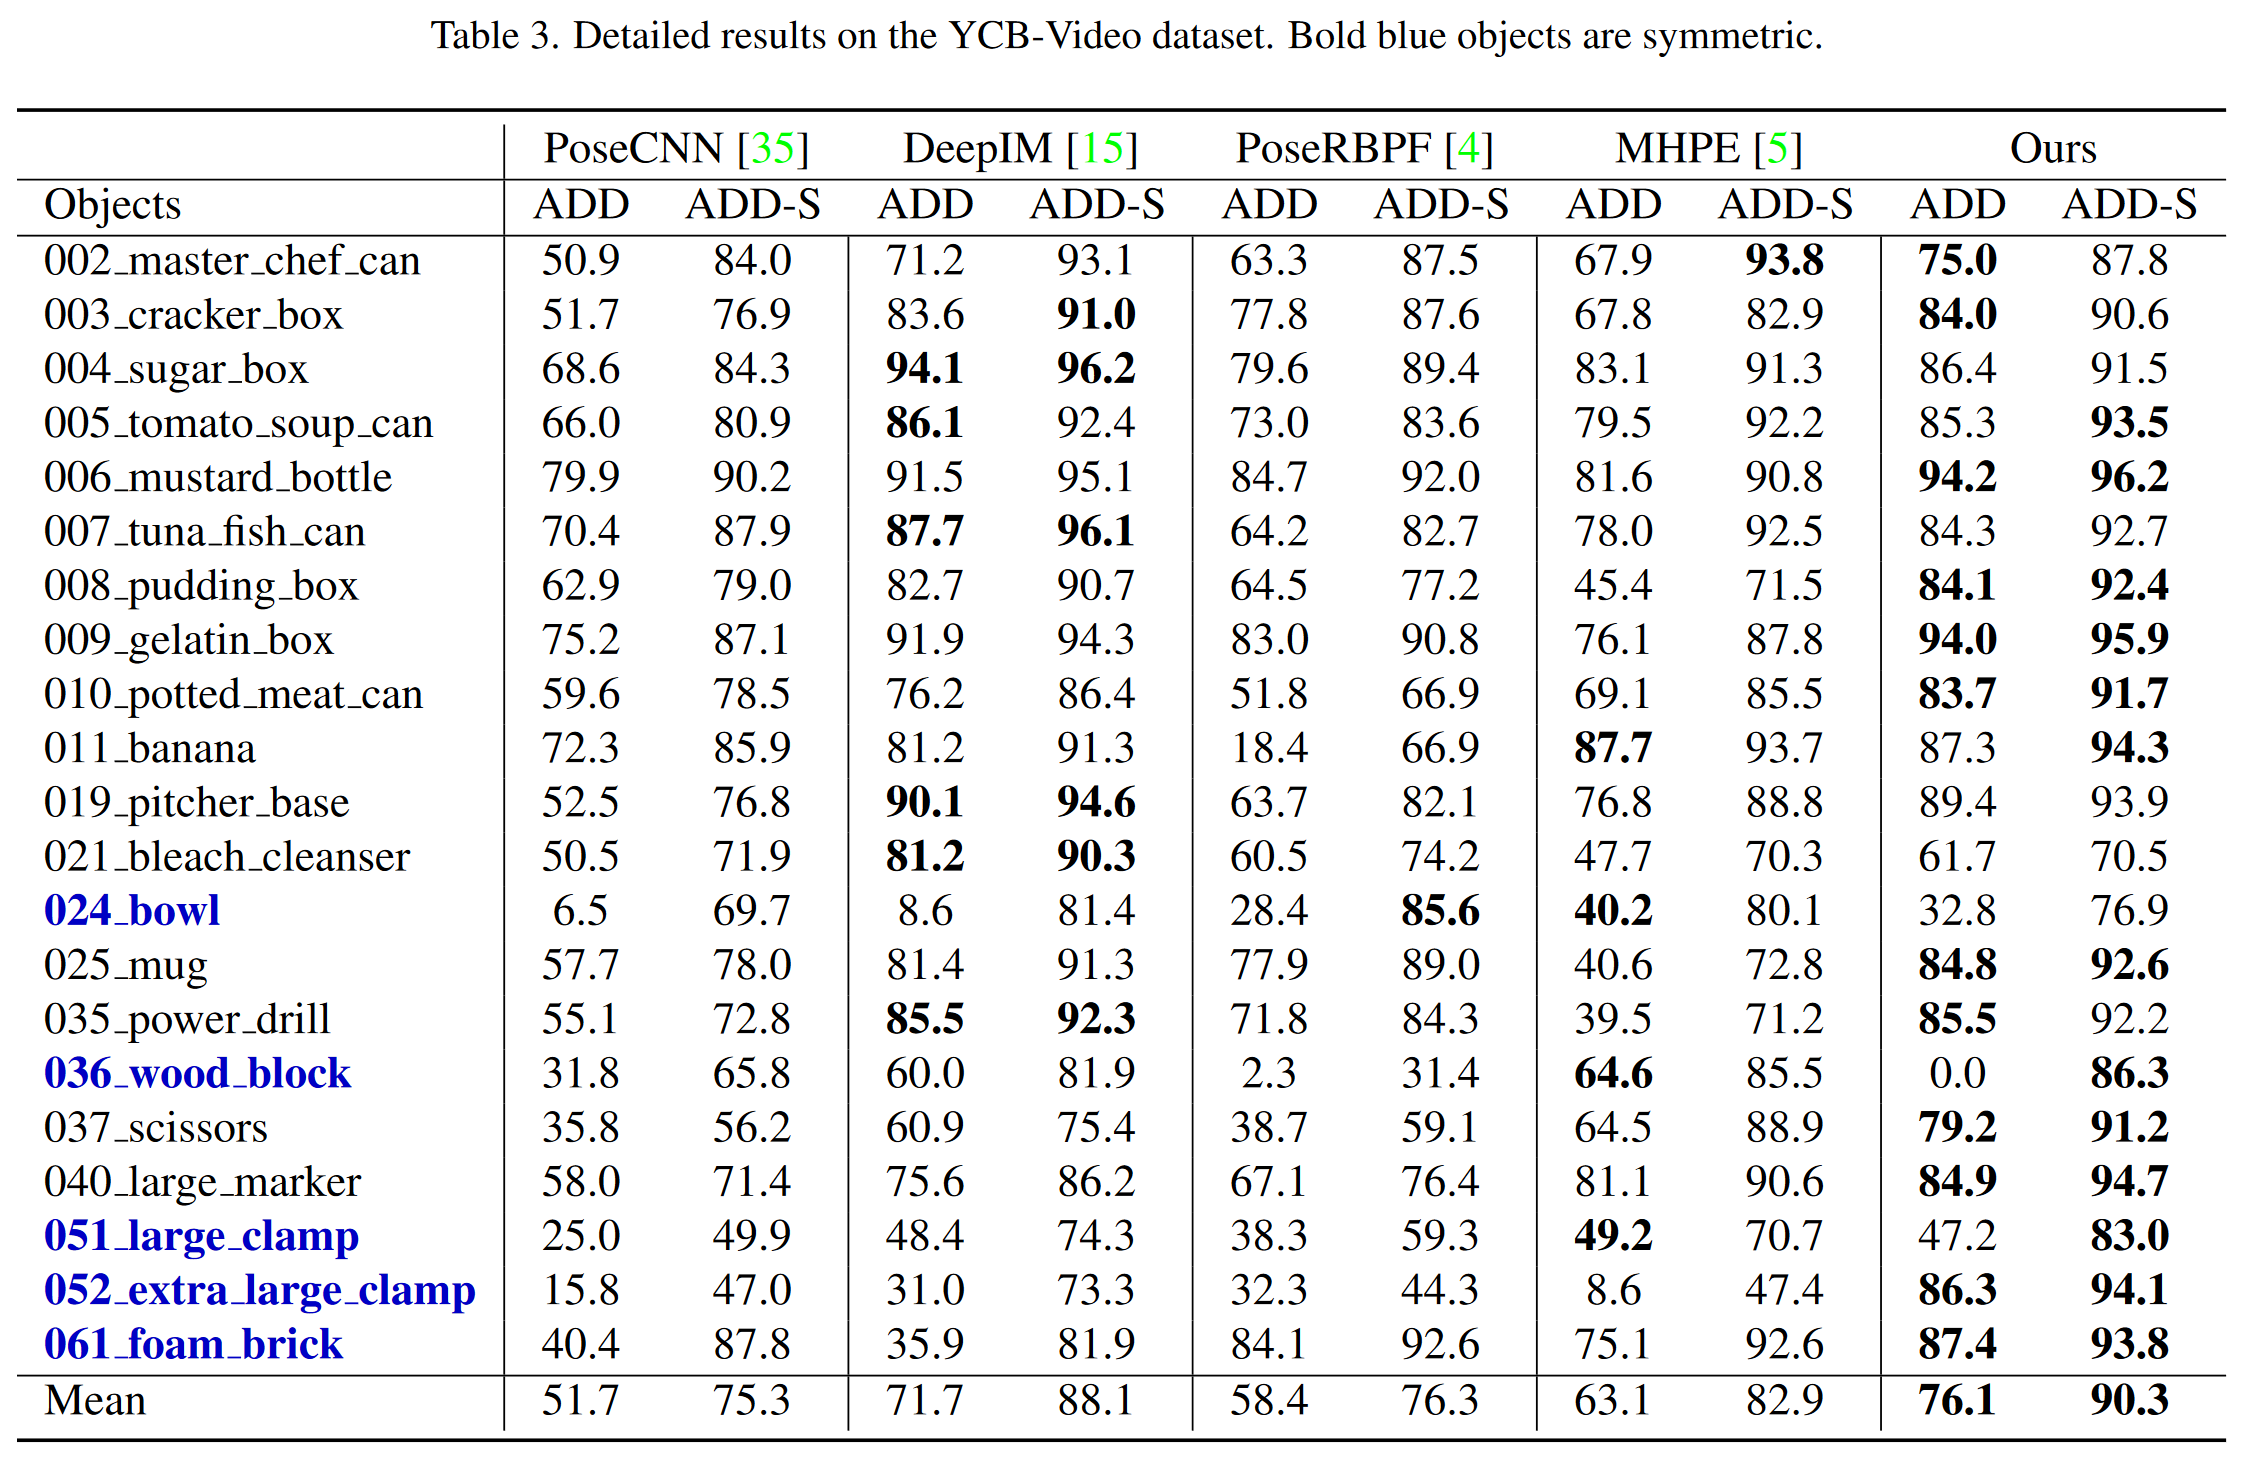 Table 3. Detailed results on the YCB-Video dataset. Bold blue objects are symmetric.
PoseCNN [35] DeepIM [15] PoseRBPF [4] MHPE [5] Ours
Objects ADD ADD-S ADD ADD-S ADD ADD-S ADD ADD-S ADD ADD-S
002_master_chef_can 50.9 84.0 71.2 93.1 63.3 87.5 67.9 93.8 75.0 87.8
003_cracker_box 51.7 76.9 83.6 91.0 77.8 87.6 67.8 82.9 84.0 90.6
004_sugar_box 68.6 84.3 94.1 96.2 79.6 89.4 83.1 91.3 86.4 91.5
005_tomato_soup_can 66.0 80.9 86.1 92.4 73.0 83.6 79.5 92.2 85.3 93.5
006_mustard_bottle 79.9 90.2 91.5 95.1 84.7 92.0 81.6 90.8 94.2 96.2
007_tuna_fish_can 70.4 87.9 87.7 96.1 64.2 82.7 78.0 92.5 84.3 92.7
008_pudding_box 62.9 79.0 82.7 90.7 64.5 77.2 45.4 71.5 84.1 92.4
009_gelatin_box 75.2 87.1 91.9 94.3 83.0 90.8 76.1 87.8 94.0 95.9
010_potted_meat_can 59.6 78.5 76.2 86.4 51.8 66.9 69.1 85.5 83.7 91.7
011_banana 72.3 85.9 81.2 91.3 18.4 66.9 87.7 93.7 87.3 94.3
019_pitcher_base 52.5 76.8 90.1 94.6 63.7 82.1 76.8 88.8 89.4 93.9
021_bleach_cleanser 50.5 71.9 81.2 90.3 60.5 74.2 47.7 70.3 61.7 70.5
024_bowl 6.5 69.7 8.6 81.4 28.4 85.6 40.2 80.1 32.8 76.9
025_mug 57.7 78.0 81.4 91.3 77.9 89.0 40.6 72.8 84.8 92.6
035_power_drill 55.1 72.8 85.5 92.3 71.8 84.3 39.5 71.2 85.5 92.2
036_wood_block 31.8 65.8 60.0 81.9 2.3 31.4 64.6 85.5 0.0 86.3
037_scissors 35.8 56.2 60.9 75.4 38.7 59.1 64.5 88.9 79.2 91.2
040_large_marker 58.0 71.4 75.6 86.2 67.1 76.4 81.1 90.6 84.9 94.7
051_large_clamp 25.0 49.9 48.4 74.3 38.3 59.3 49.2 70.7 47.2 83.0
052_extra_large_clamp 15.8 47.0 31.0 73.3 32.3 44.3 8.6 47.4 86.3 94.1
061_foam_brick 40.4 87.8 35.9 81.9 84.1 92.6 75.1 92.6 87.4 93.8
Mean 51.7 75.3 71.7 88.1 58.4 76.3 63.1 82.9 76.1 90.3